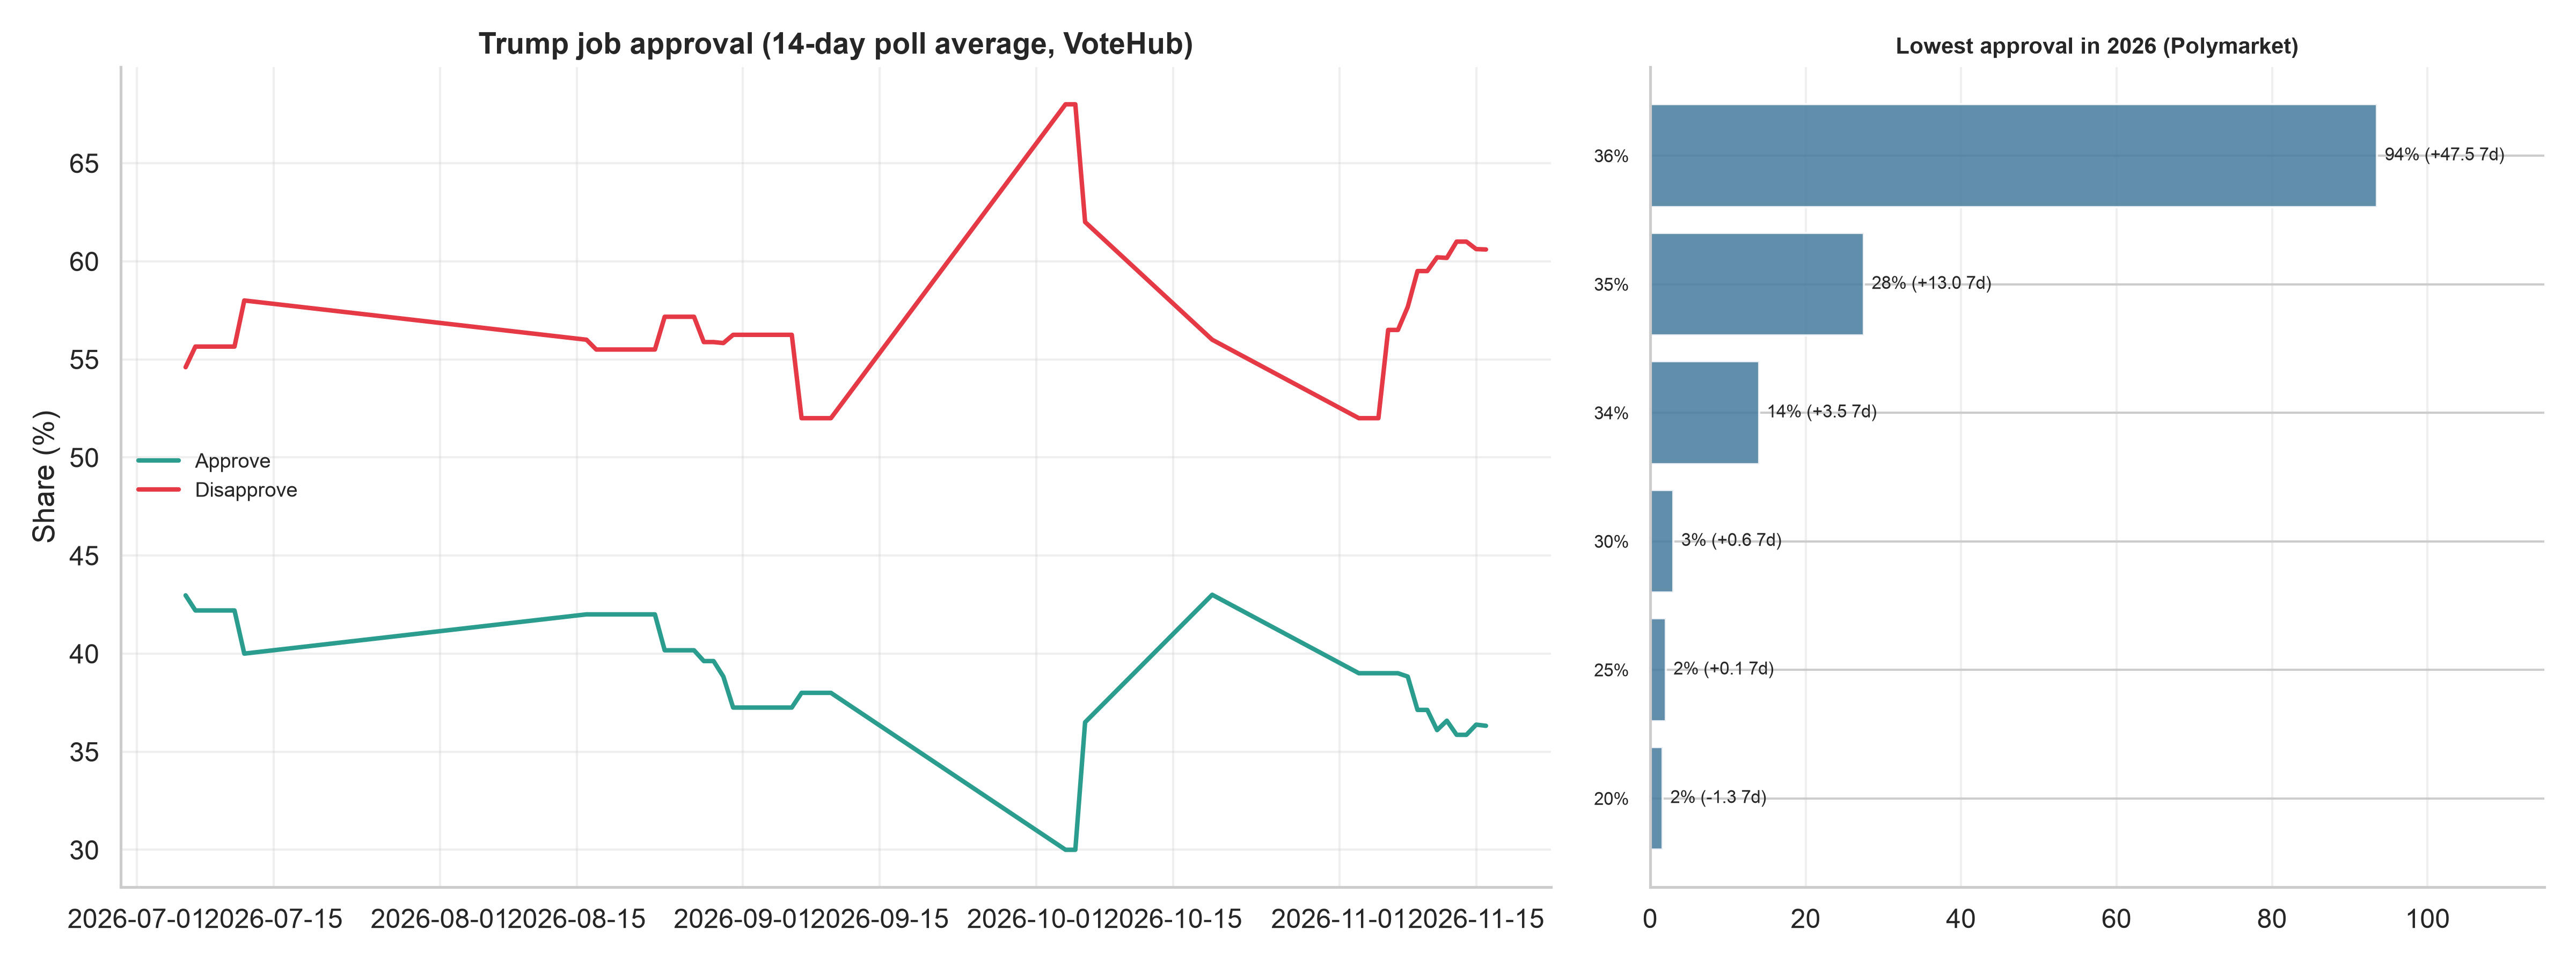 Trump job approval (14-day poll average, VoteHub)
Share (%)
65
60
55
50
45
40
35
30
Approve
Disapprove
2026-07-01
2026-07-15
2026-08-01
2026-08-15
2026-09-01
2026-09-15
2026-10-01
2026-10-15
2026-11-01
2026-11-15
Lowest approval in 2026 (Polymarket)
36%
94% (+47.5 7d)
35%
28% (+13.0 7d)
34%
14% (+3.5 7d)
30%
3% (+0.6 7d)
25%
2% (+0.1 7d)
20%
2% (-1.3 7d)
0
20
40
60
80
100